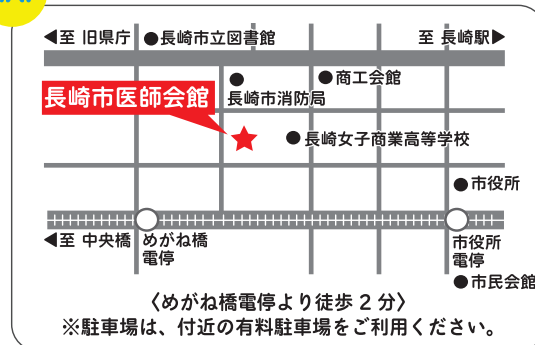 ◀至 旧県庁
●長崎市立図書館
至 長崎駅▶
●商工会館
長崎市消防局
長崎市医師会館
●長崎女子商業高等学校
●市役所
◀至 中央橋
めがね橋
電停
市役所
電停
●市民会館
〈めがね橋電停より徒歩 2 分〉
※駐車場は、付近の有料駐車場をご利用ください。